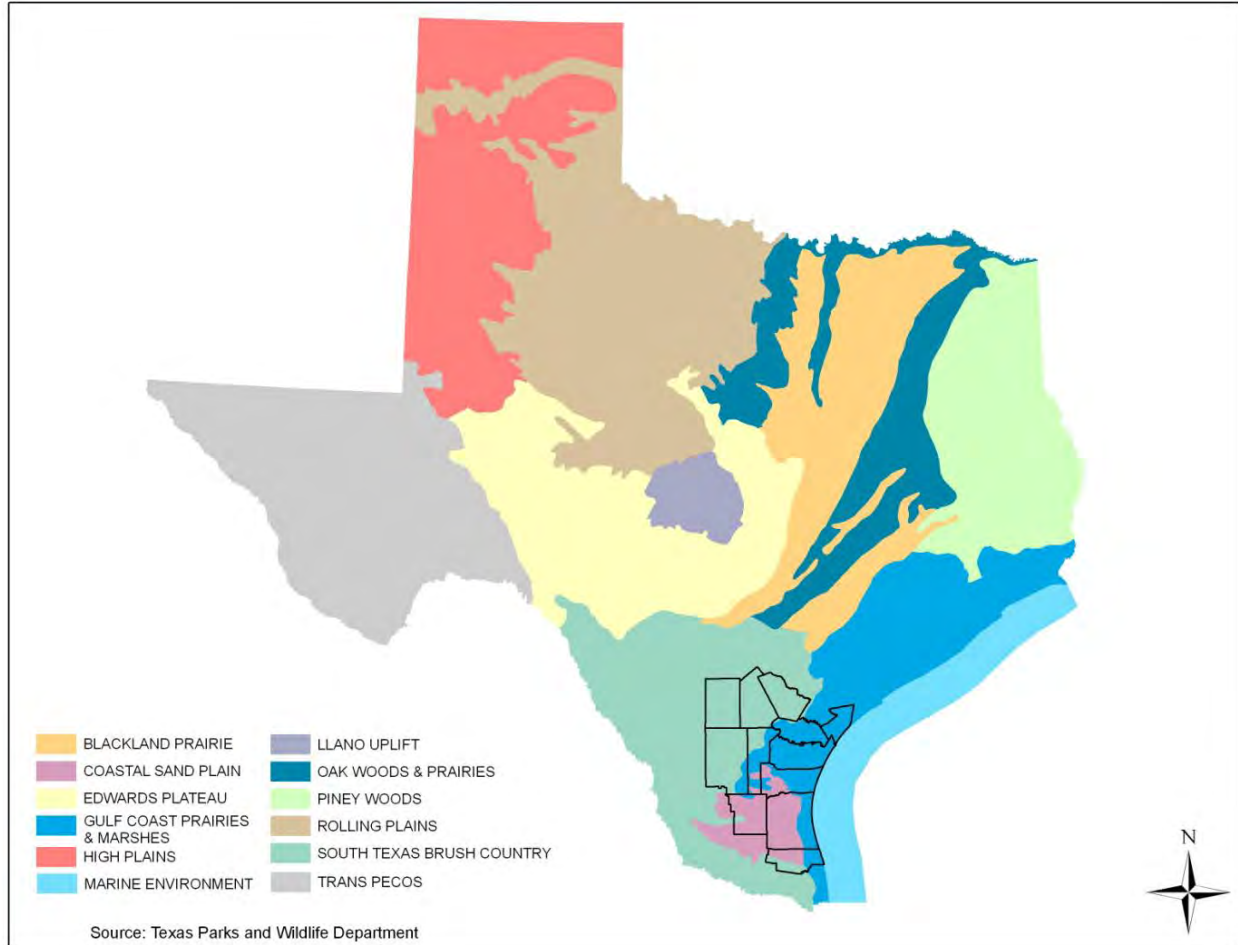 BLACKLAND PRAIRIE
COASTAL SAND PLAIN
EDWARDS PLATEAU
GULF COAST PRAIRIES
& MARSHES
HIGH PLAINS
MARINE ENVIRONMENT
LLANO UPLIFT
OAK WOODS & PRAIRIES
PINEY WOODS
ROLLING PLAINS
SOUTH TEXAS BRUSH COUNTRY
TRANS PECOS
N
Source: Texas Parks and Wildlife Department